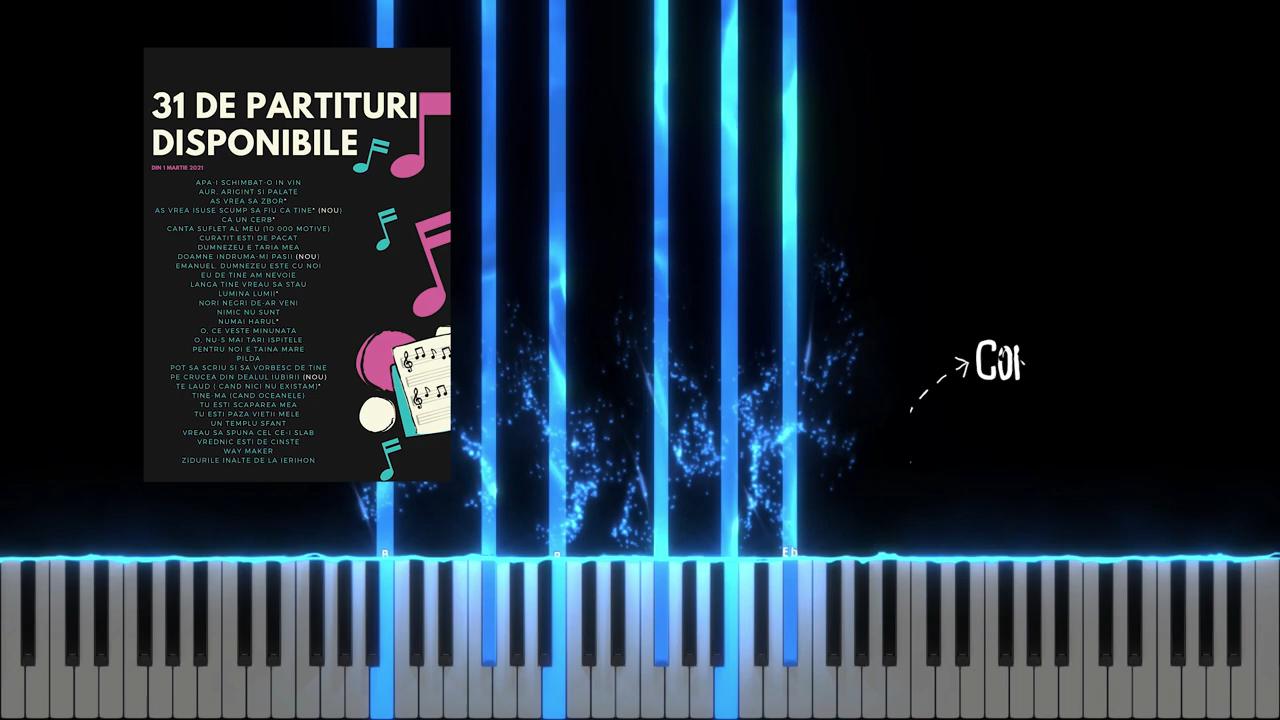 31 DE PARTITURI
DISPONIBILE
DIN 1 MARTIE 2021
APA-I SCHIMBAT-O IN VIN
AUR, ARIGINT SI PALATE
AS VREA SA ZBOR*
AS VREA ISUSE SCUMP SA FIU CA TINE* (NOU)
CA UN CERB*
CANTA SUFLET AL MEU (10 000 MOTIVE)
CURATIT ESTI DE PACAT
DUMNEZEU E TARIA MEA
DOAMNE INDRUMA-MI PASII (NOU)
EMANUEL, DUMNEZEU ESTE CU NOI
EU DE TINE AM NEVOIE
LANGA TINE VREAU SA STAU
LUMINA LUMII*
NORI NEGRI DE-AR VENI
NIMIC NU SUNT
NUMAI HARUL*
O, CE VESTE MINUNATA
O, NU-S MAI TARI ISPITELE
PENTRU NOI E TAINA MARE
PILDA
POT SA SCRIU SI SA VORBESC DE TINE
PE CRUCEA DIN DEALUL IUBIRII (NOU)
TE LAUD ( CAND NICI NU EXISTAM)*
TINE-MA (CAND OCEANELE)
TU ESTI SCAPAREA MEA
TU ESTI PAZA VIETII MELE
UN TEMPLU SFANT
VREAU SA SPUNA CEL CE-I SLAB
VREDNIC ESTI DE CINSTE
WAY MAKER
ZIDURILE INALTE DE LA IERIHON
B
Eb